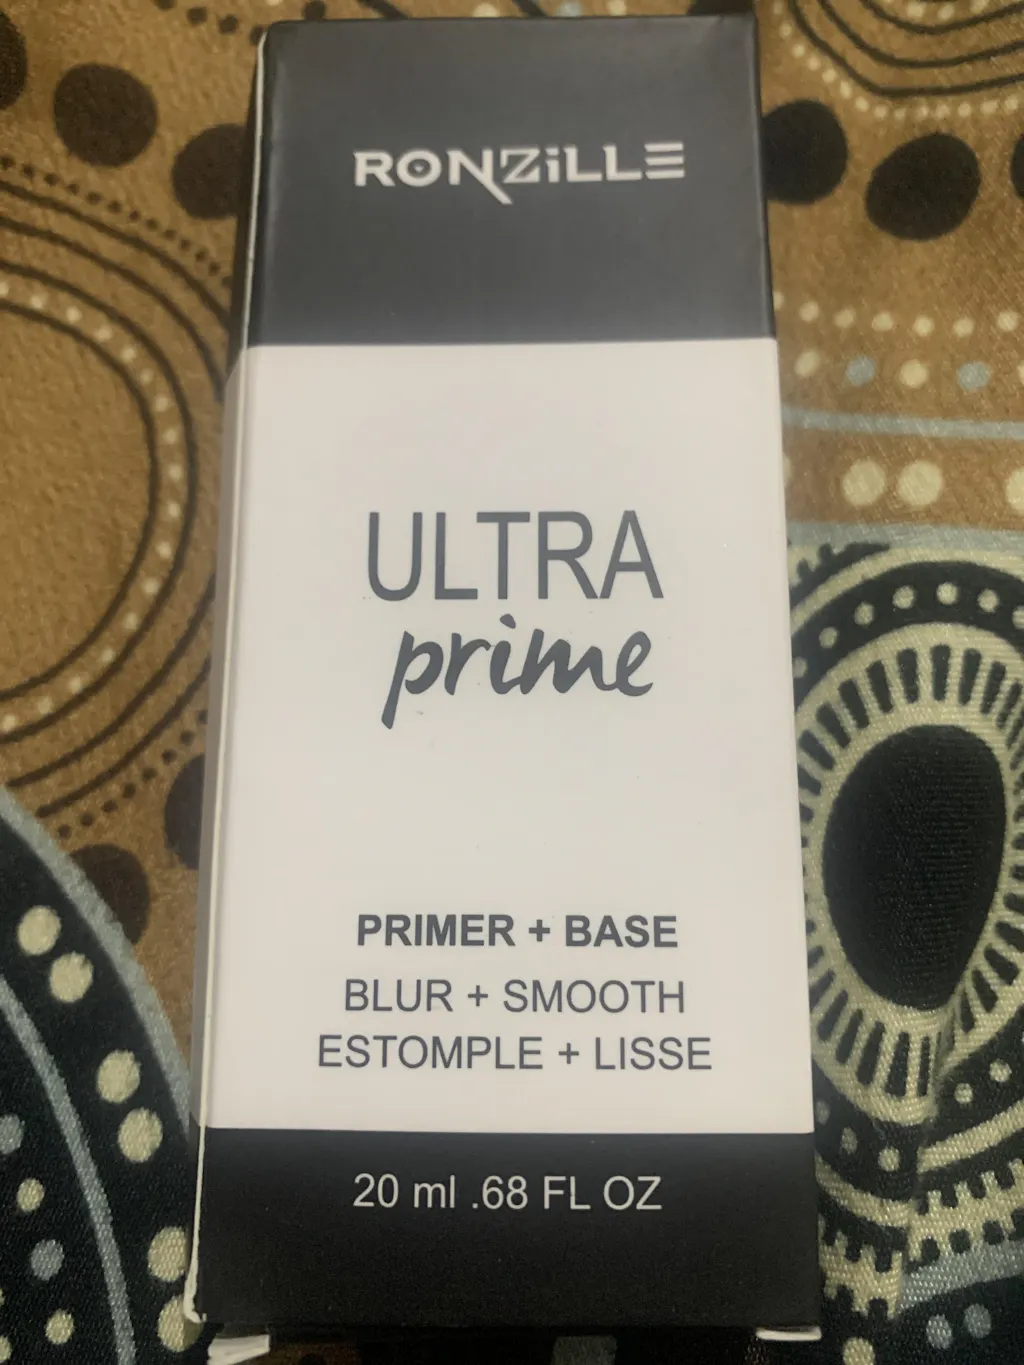 RONZiLLE
ULTRA
prime
PRIMER + BASE
BLUR + SMOOTH
ESTOMPLE + LISSE
20 ml .68 FL OZ